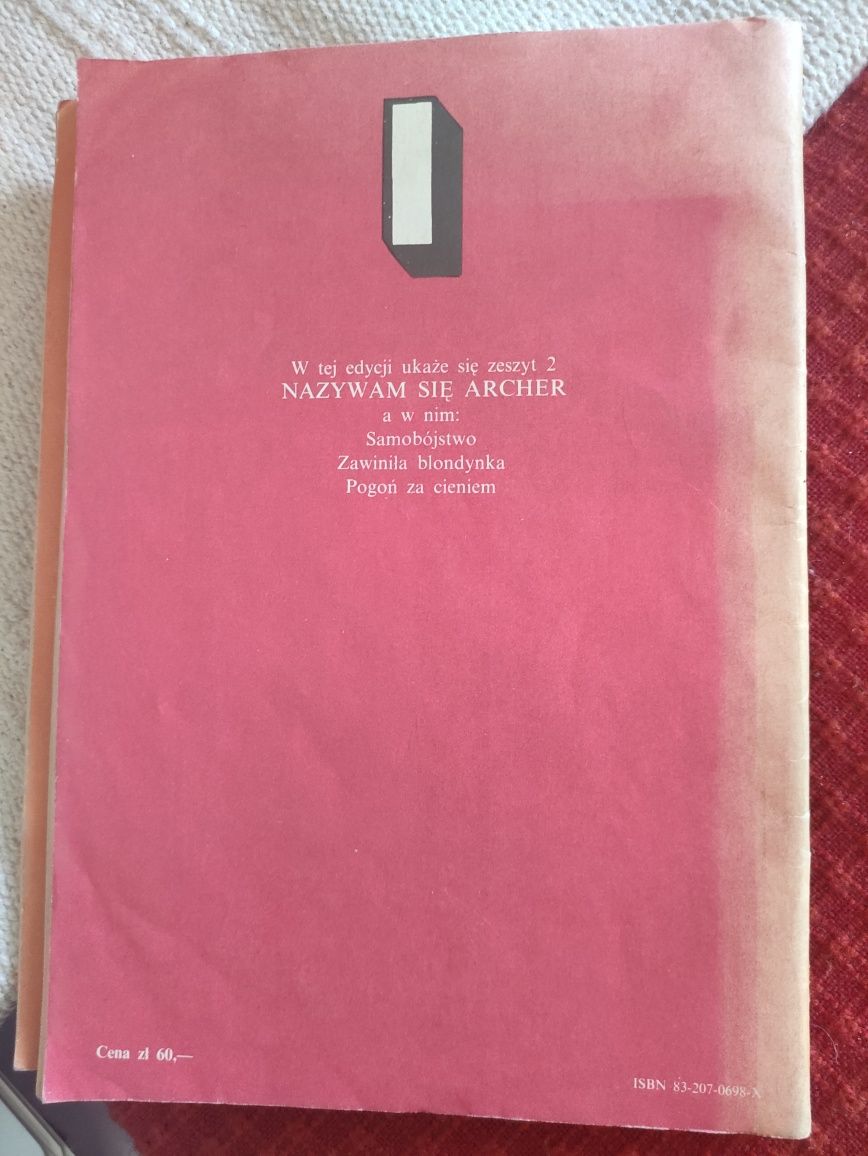 W tej edycji ukaże się zeszyt 2
NAZYWAM SIĘ ARCHER
a w nim:
Samobójstwo
Zawiniła blondynka
Pogoń za cieniem
Cena zł 60,—
ISBN 83-207-0698-X